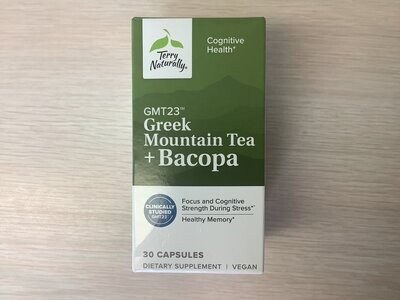 Terry
Naturally®
Cognitive
Health*
GMT23™
Greek
Mountain Tea
+ Bacopa
CLINICALLY
STUDIED
GMT23
Focus and Cognitive
Strength During Stress*
Healthy Memory*
30 CAPSULES
DIETARY SUPPLEMENT | VEGAN